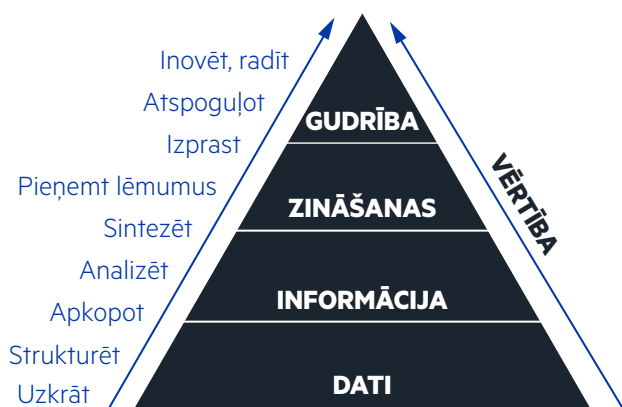 Inovēt, radīt
Atspoguļot
Izprast
Pieņemt lēmumus
Sintezēt
Analizēt
Apkopot
Strukturēt
Uzkrāt
GUDRĪBA
ZINĀŠANAS
INFORMĀCIJA
DATI
VĒRTĪBA